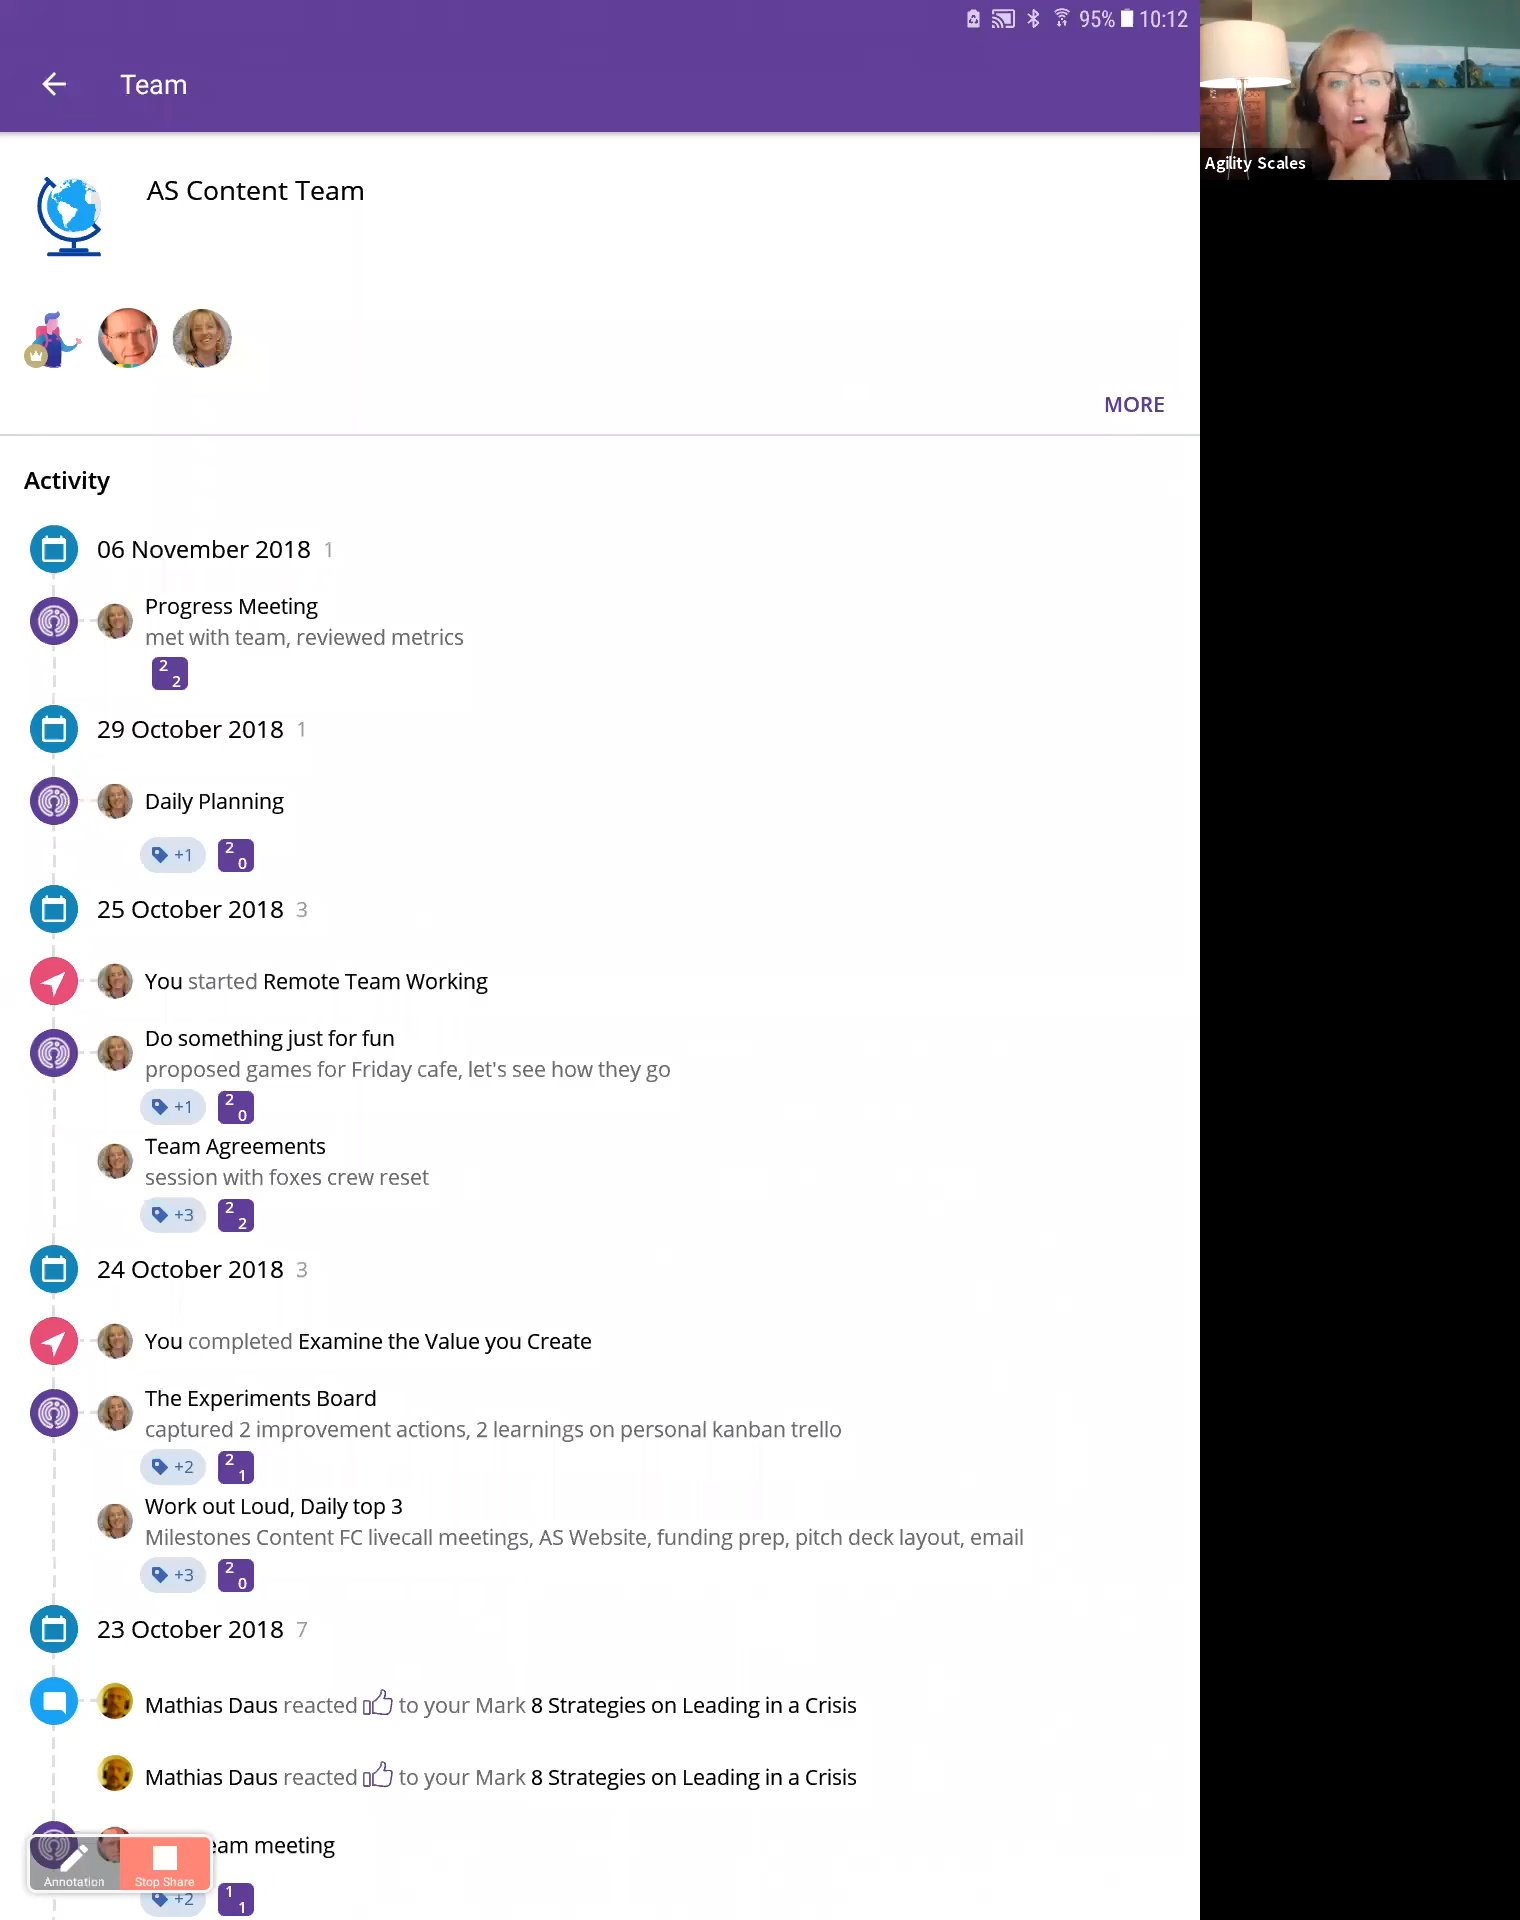 95% 10:12
Team
Agility Scales
AS Content Team
MORE
Activity
06 November 2018 1
Progress Meeting
met with team, reviewed metrics
2
2
29 October 2018 1
Daily Planning
+1 2
0
25 October 2018 3
You started Remote Team Working
Do something just for fun
proposed games for Friday cafe, let's see how they go
+1 2
0
Team Agreements
session with foxes crew reset
+3 2
2
24 October 2018 3
You completed Examine the Value you Create
The Experiments Board
captured 2 improvement actions, 2 learnings on personal kanban trello
+2 2
1
Work out Loud, Daily top 3
Milestones Content FC livecall meetings, AS Website, funding prep, pitch deck layout, email
+3 2
0
23 October 2018 7
Mathias Daus reacted to your Mark 8 Strategies on Leading in a Crisis
Mathias Daus reacted to your Mark 8 Strategies on Leading in a Crisis
eam meeting
Annotation Stop Share
+2 1
1